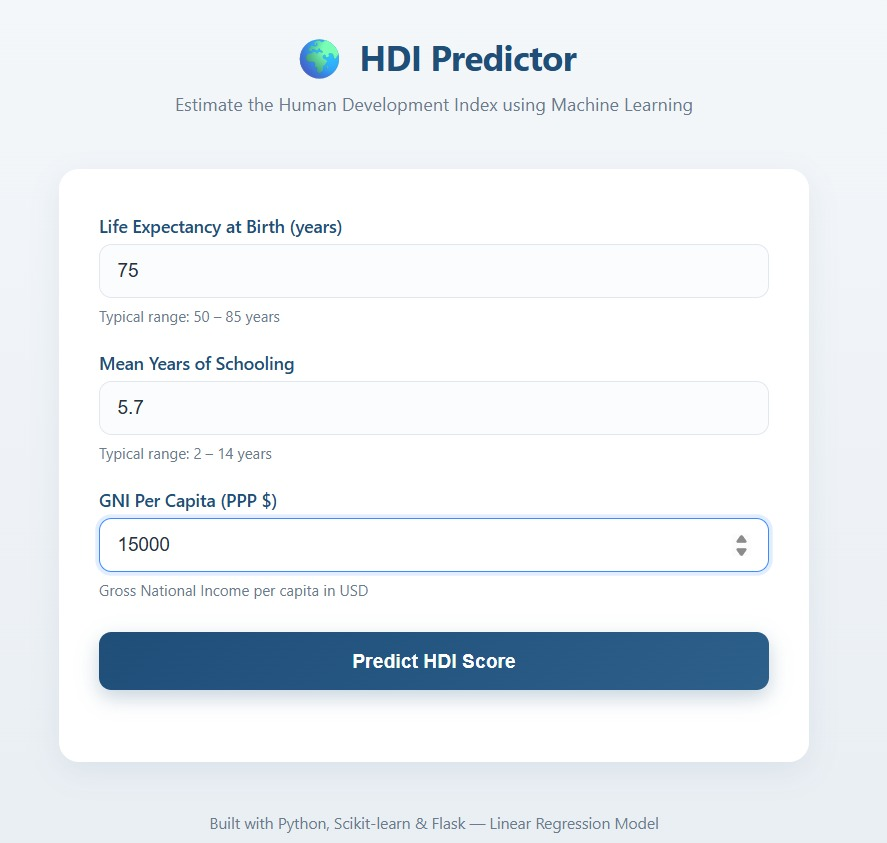 HDI Predictor
Estimate the Human Development Index using Machine Learning
Life Expectancy at Birth (years)
75
Typical range: 50 – 85 years
Mean Years of Schooling
5.7
Typical range: 2 – 14 years
GNI Per Capita (PPP $)
15000
Gross National Income per capita in USD
Predict HDI Score
Built with Python, Scikit-learn & Flask — Linear Regression Model